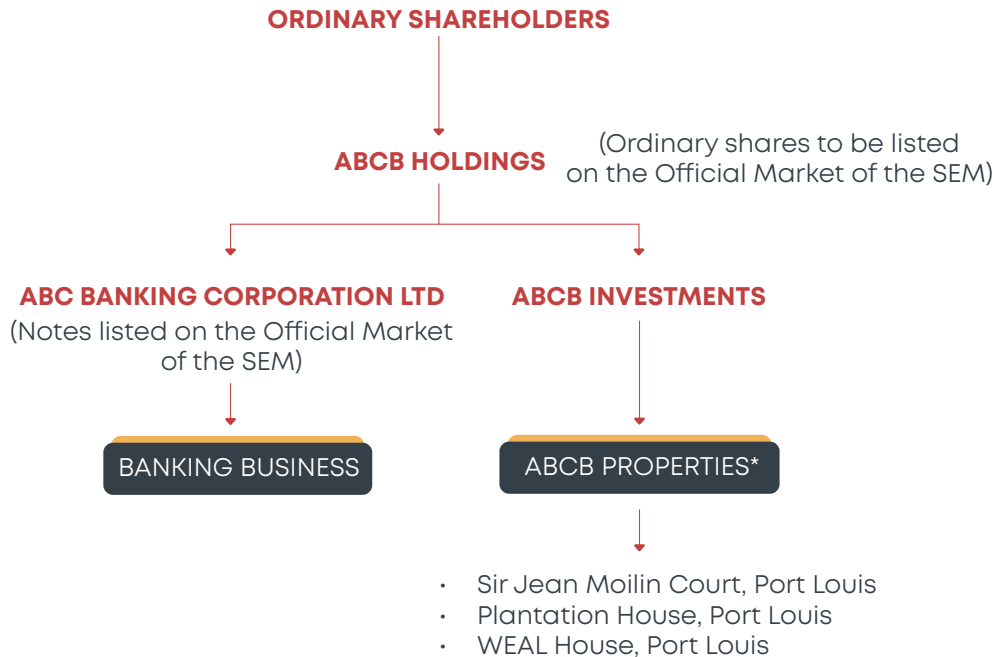 ORDINARY SHAREHOLDERS
ABCB HOLDINGS
(Ordinary shares to be listed
on the Official Market of the SEM)
ABC BANKING CORPORATION LTD
(Notes listed on the Official Market
of the SEM)
ABCB INVESTMENTS
BANKING BUSINESS
ABCB PROPERTIES*
• Sir Jean Moilin Court, Port Louis
• Plantation House, Port Louis
• WEAL House, Port Louis